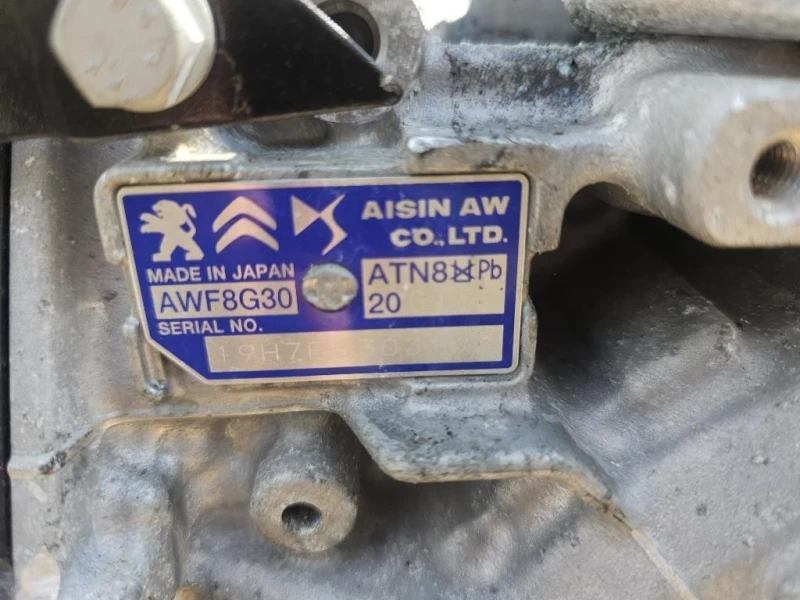 AISIN AW
CO., LTD.
MADE IN JAPAN
AWF8G30
ATN8 Pb
20
SERIAL NO.